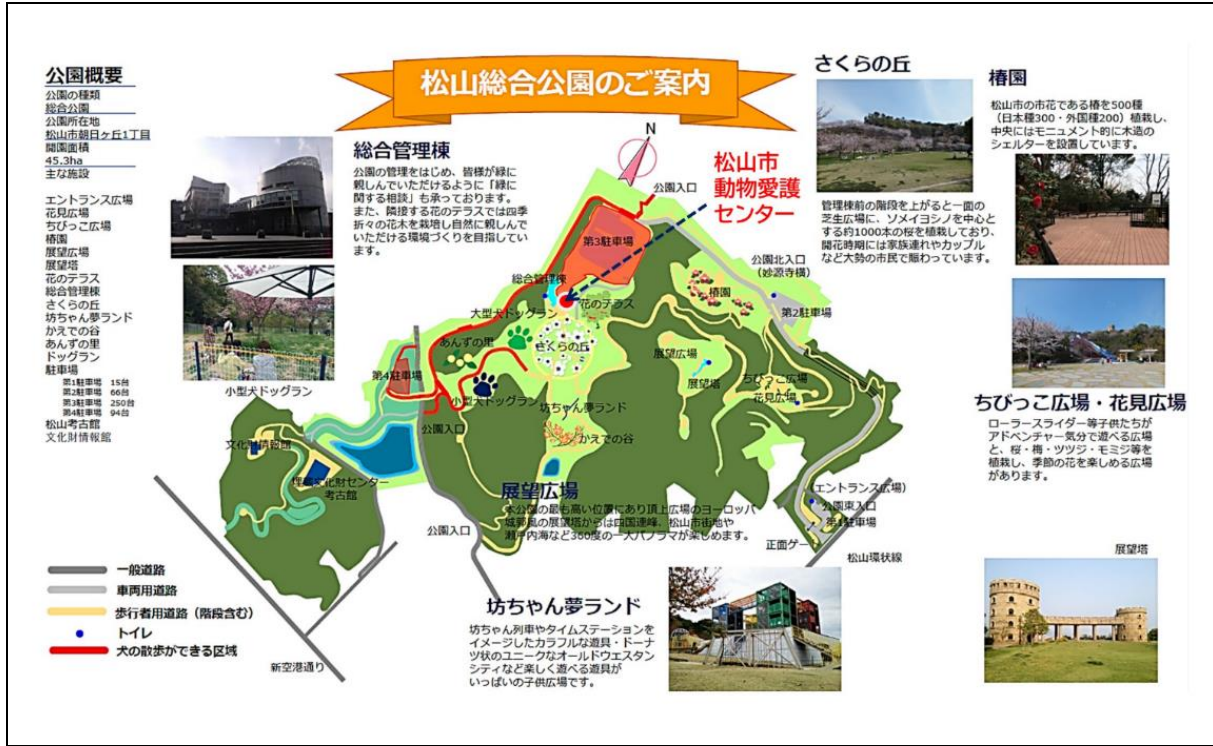 松山総合公園のご案内
公園概要
公園の種類
総合公園
公園所在地
松山市朝日ヶ丘1丁目
開園面積
45.3ha
主な施設
エントランス広場
花見広場
ちびっこ広場
椿園
展望広場
展望塔
花のテラス
総合管理棟
さくらの丘
坊ちゃん夢ランド
かえでの谷
あんずの里
ドッグラン
駐車場
第1駐車場 15台
第2駐車場 66台
第3駐車場 250台
第4駐車場 94台
松山考古館
文化財情報館
小型犬ドッグラン
総合管理棟
公園の管理をはじめ、皆様が緑に
親しんでいただけるように「緑に
関する相談」も承っております。
また、隣接する花のテラスでは四季
折々の花木を栽培し自然に親しんで
いただける環境づくりを目指してい
ます。
N
松山市
動物愛護
センター
公園入口
第3駐車場
総合管理棟
花のテラス
大型犬ドッグラン
あんずの里
さくらの丘
第4駐車場
小型犬ドッグラン
坊ちゃん夢ランド
かえでの谷
公園入口
椿園
公園北入口
(妙源寺横)
第2駐車場
展望広場
展望塔
ちびっこ広場
花見広場
文化財情報館
埋蔵文化財センター
考古館
公園入口
(エントランス広場)
公園東入口
第1駐車場
正面ゲート
松山環状線
新空港通り
さくらの丘
管理棟前の階段を上がると一面の
芝生広場に、ソメイヨシノを中心と
する約1000本の桜を植栽しており、
開花時期には家族連れやカップル
など大勢の市民で賑わっています。
椿園
松山市の市花である椿を500種
(日本種300・外国種200)植栽し、
中央にはモニュメント的に木造の
シェルターを設置しています。
ちびっこ広場・花見広場
ローラースライダー等子供たちが
アドベンチャー気分で遊べる広場
と、桜・梅・ツツジ・モミジ等を
植栽し、季節の花を楽しめる広場
があります。
展望塔
展望広場
本公園の最も高い位置にあり頂上広場のヨーロッパ
城郭風の展望塔からは四国連峰、松山市街地や
瀬戸内海など360度の一大パノラマが楽しめます。
坊ちゃん夢ランド
坊ちゃん列車やタイムステーションを
イメージしたカラフルな遊具・ドーナ
ツ状のユニークなオールドウエスタン
シティなど楽しく遊べる遊具が
いっぱいの子供広場です。
一般道路
車両用道路
歩行者用道路(階段含む)
トイレ
犬の散歩ができる区域